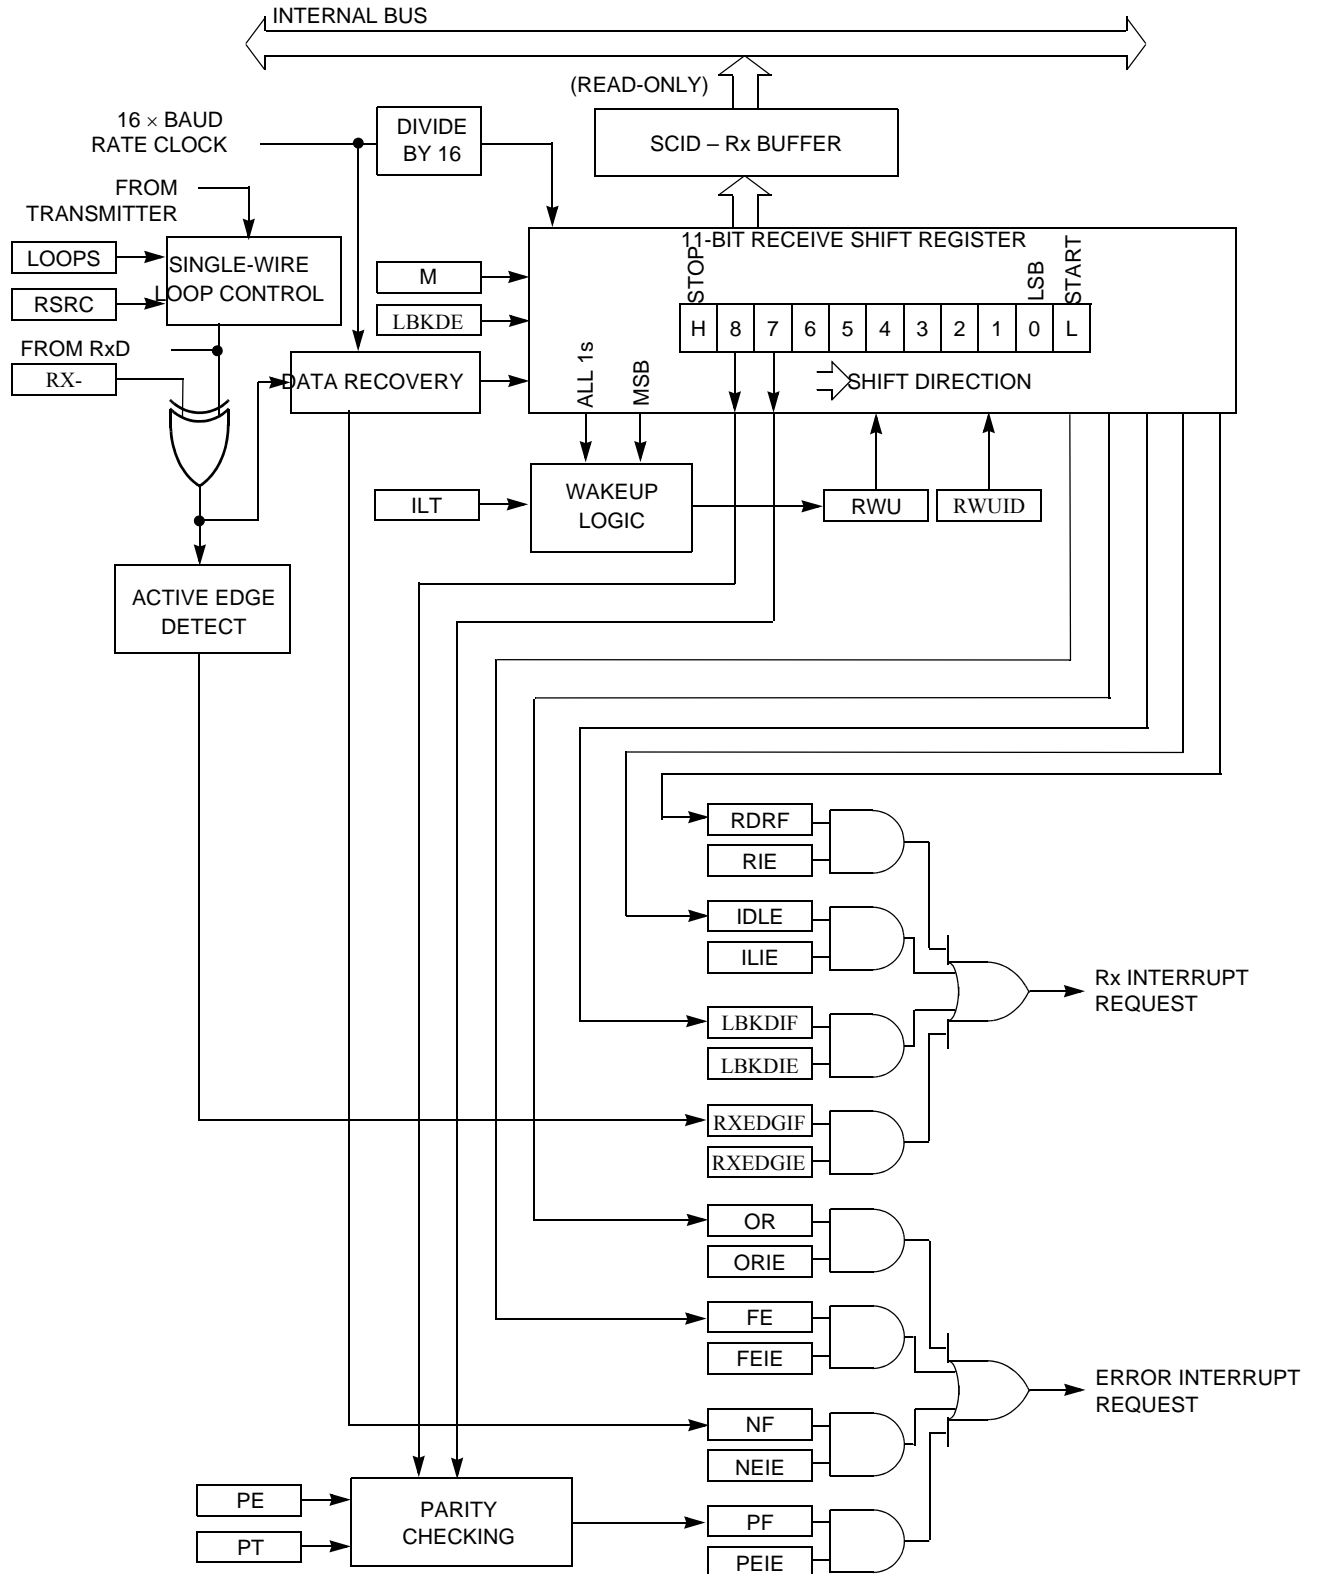 INTERNAL BUS
(READ-ONLY)
16 × BAUD
RATE CLOCK
DIVIDE
BY 16
SCID – Rx BUFFER
FROM
TRANSMITTER
LOOPS
RSRC
SINGLE-WIRE
LOOP CONTROL
M
LBKDE
11-BIT RECEIVE SHIFT REGISTER
STOP
LSB
START
H 8 7 6 5 4 3 2 1 0 L
FROM RxD
RX-
DATA RECOVERY
ALL 1s
MSB
SHIFT DIRECTION
ILT
WAKEUP
LOGIC
RWU
RWUID
ACTIVE EDGE
DETECT
RDRF
RIE
IDLE
ILIE
Rx INTERRUPT
REQUEST
LBKDIF
LBKDIE
RXEDGIF
RXEDGIE
OR
ORIE
FE
FEIE
ERROR INTERRUPT
REQUEST
NF
NEIE
PE
PT
PARITY
CHECKING
PF
PEIE